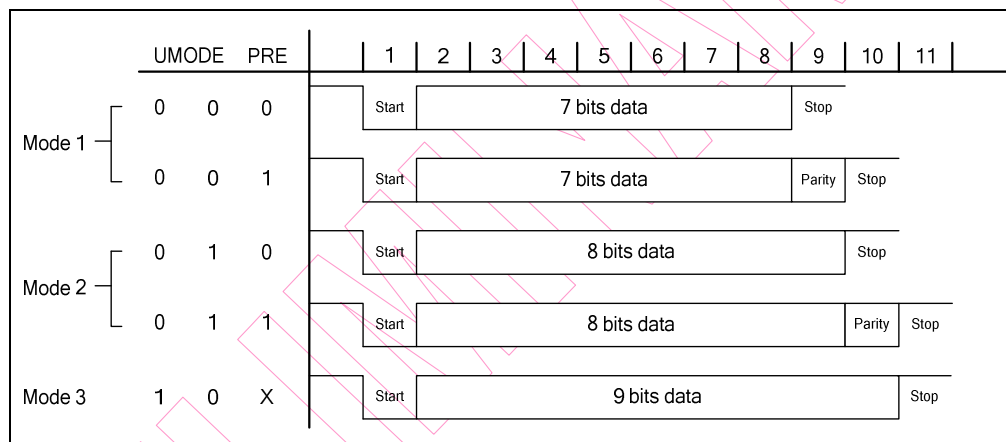 UMODE PRE 1 2 3 4 5 6 7 8 9 10 11
Mode 1
0 0 0 Start 7 bits data Stop
0 0 1 Start 7 bits data Parity Stop
Mode 2
0 1 0 Start 8 bits data Stop
0 1 1 Start 8 bits data Parity Stop
Mode 3 1 0 X Start 9 bits data Stop